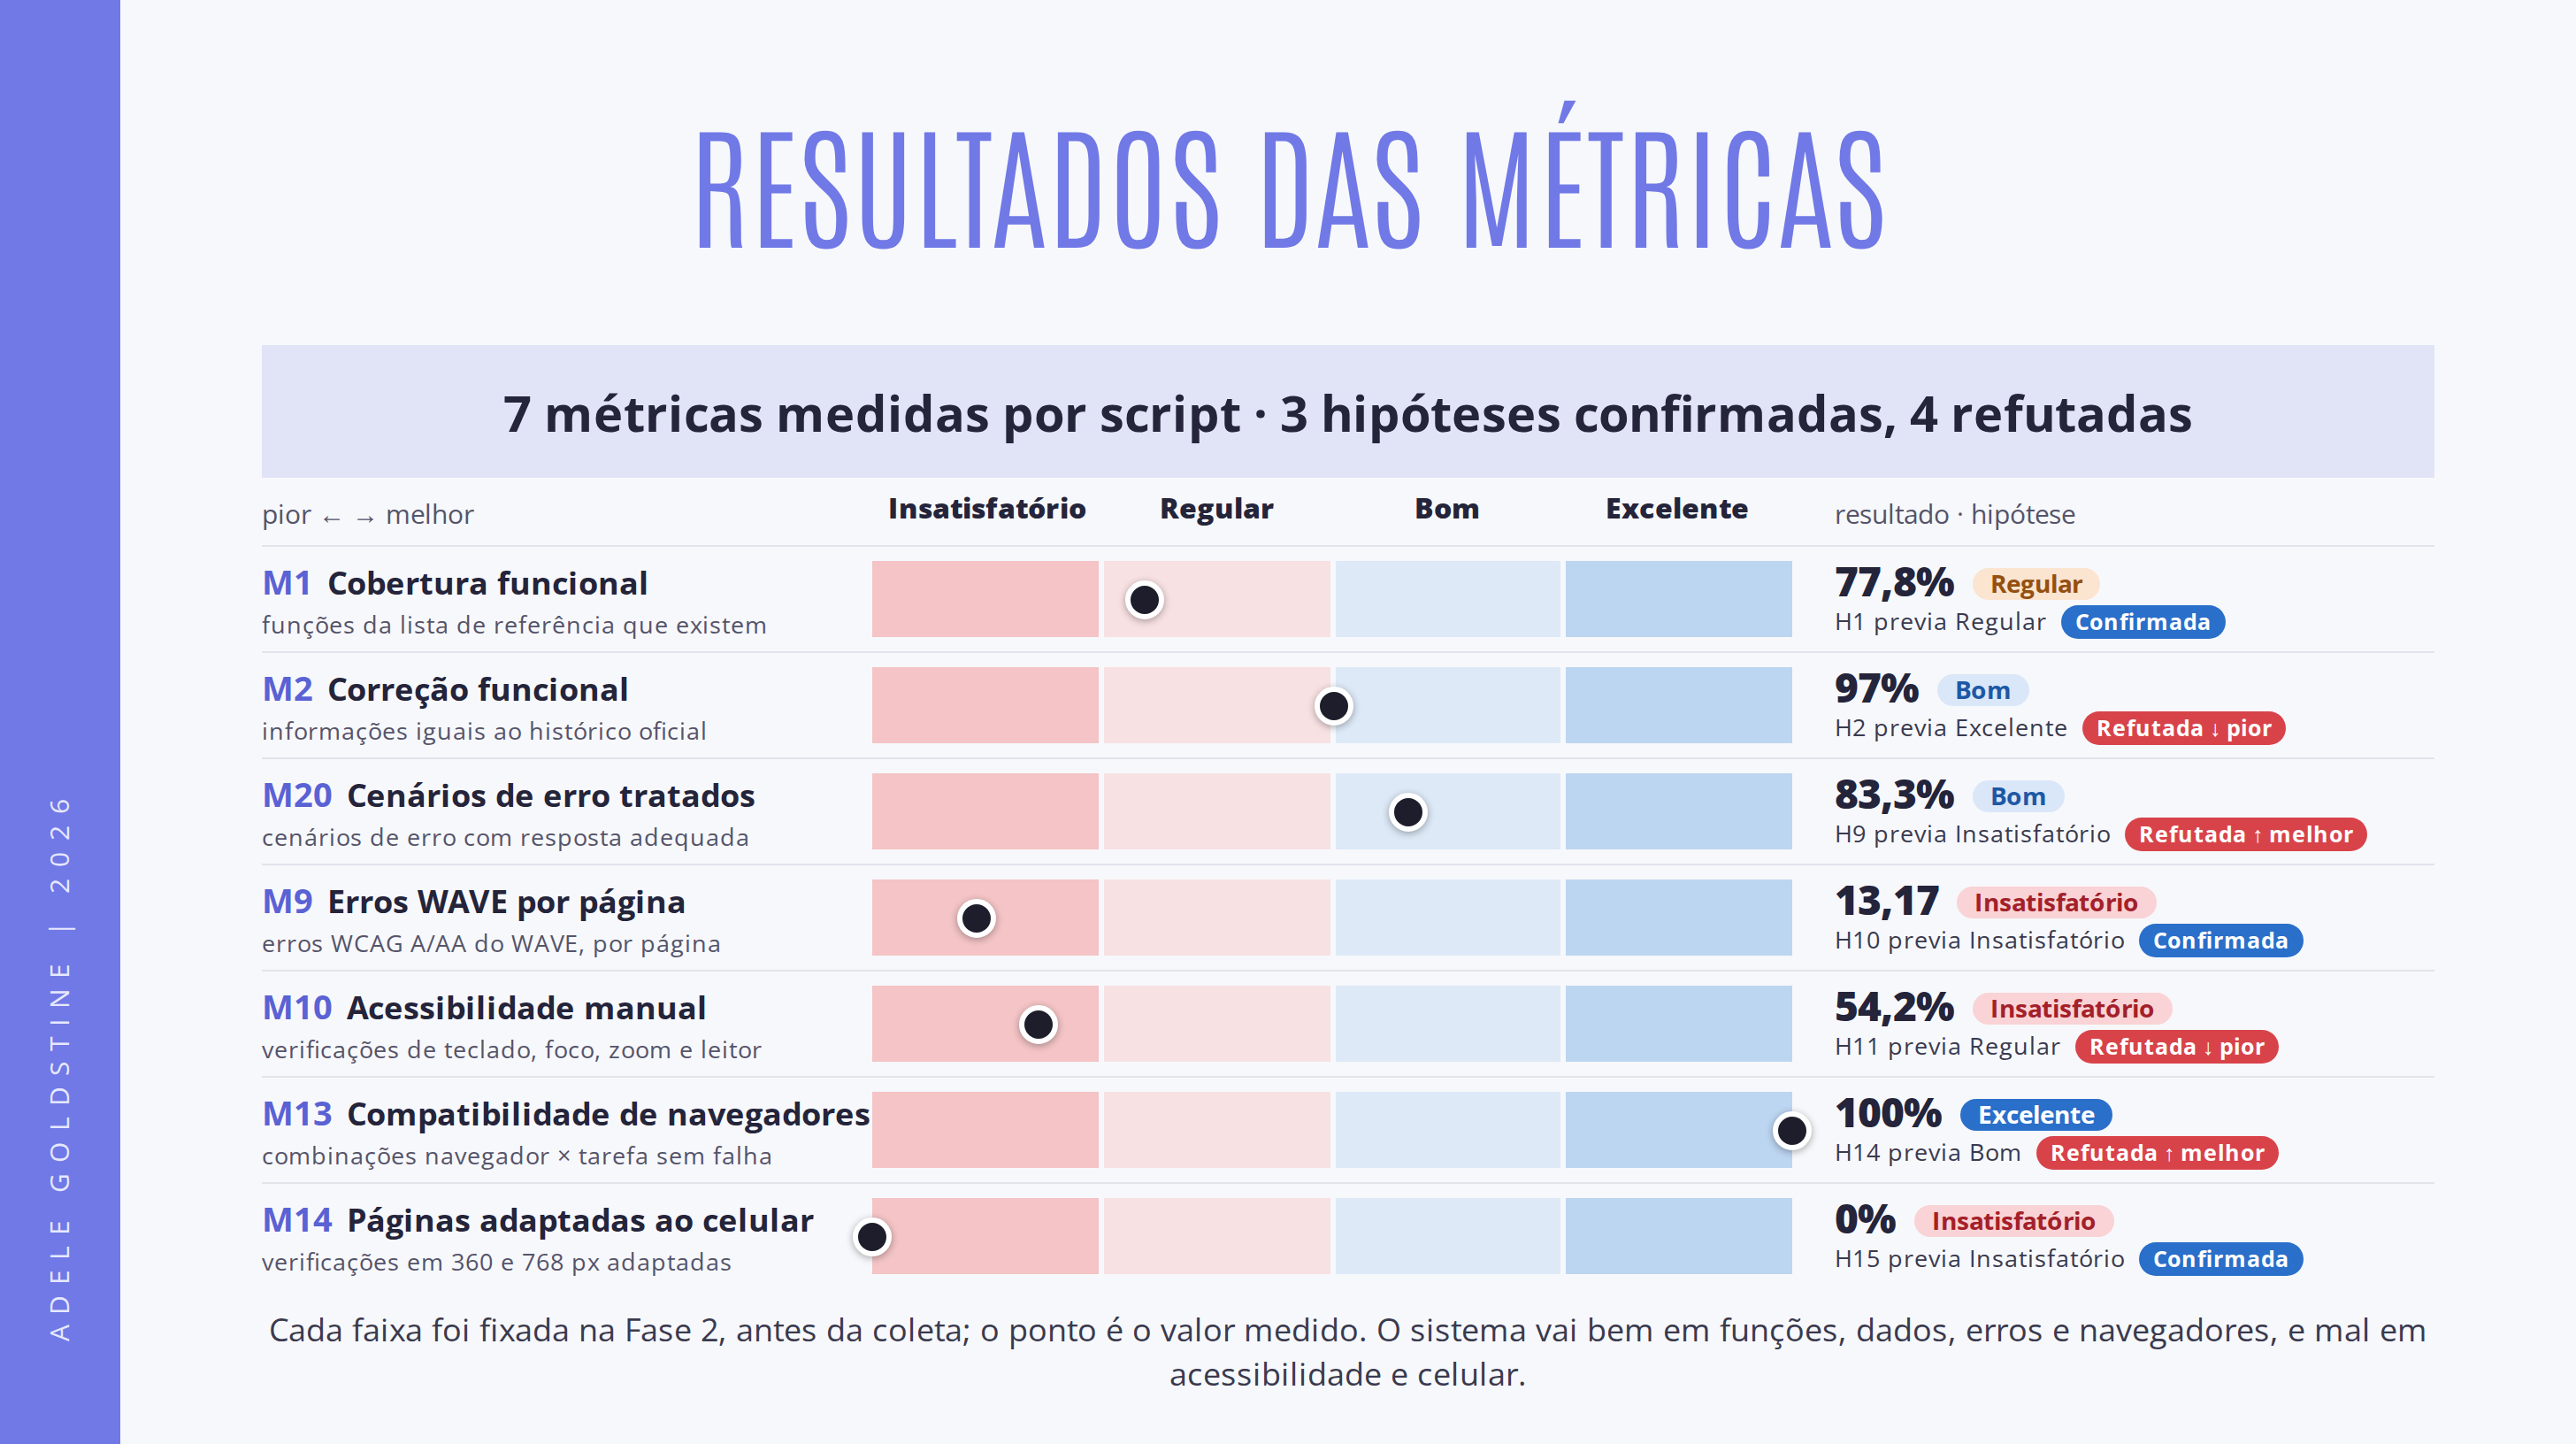 RESULTADOS DAS MÉTRICAS
7 métricas medidas por script · 3 hipóteses confirmadas, 4 refutadas
pior ← → melhor
Insatisfatório
Regular
Bom
Excelente
resultado · hipótese
M1 Cobertura funcional
funções da lista de referência que existem
77,8% Regular
H1 previa Regular Confirmada
M2 Correção funcional
informações iguais ao histórico oficial
97% Bom
H2 previa Excelente Refutada ↓ pior
M20 Cenários de erro tratados
cenários de erro com resposta adequada
83,3% Bom
H9 previa Insatisfatório Refutada ↑ melhor
M9 Erros WAVE por página
erros WCAG A/AA do WAVE, por página
13,17 Insatisfatório
H10 previa Insatisfatório Confirmada
M10 Acessibilidade manual
verificações de teclado, foco, zoom e leitor
54,2% Insatisfatório
H11 previa Regular Refutada ↓ pior
M13 Compatibilidade de navegadores
combinações navegador × tarefa sem falha
100% Excelente
H14 previa Bom Refutada ↑ melhor
M14 Páginas adaptadas ao celular
verificações em 360 e 768 px adaptadas
0% Insatisfatório
H15 previa Insatisfatório Confirmada
Cada faixa foi fixada na Fase 2, antes da coleta; o ponto é o valor medido. O sistema vai bem em funções, dados, erros e navegadores, e mal em
acessibilidade e celular.
ADELE GOLDSTINE | 2026